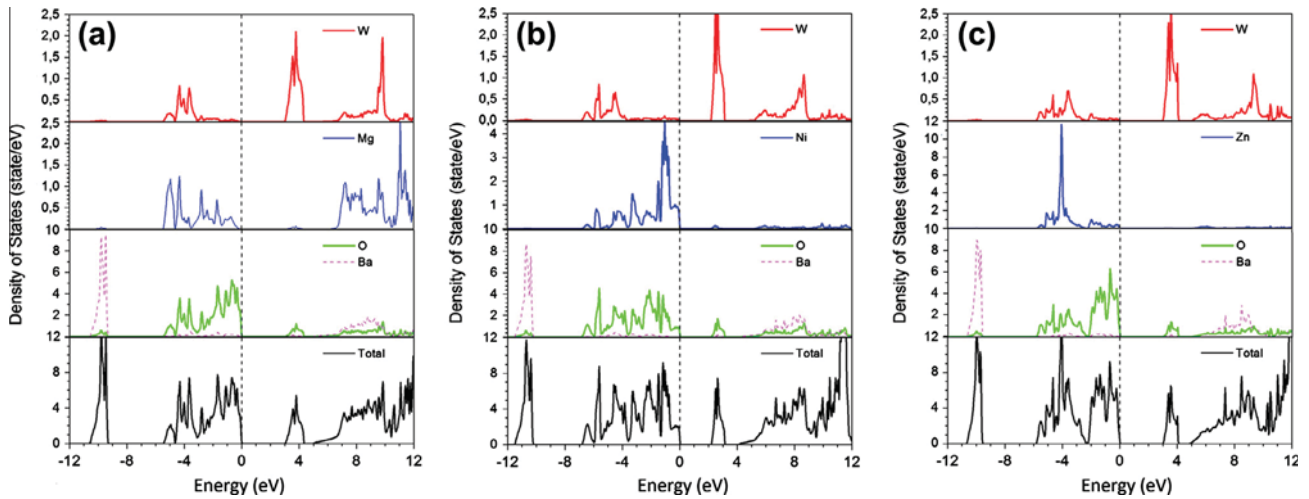 Density of States (state/eV)
(a)
2,5
2,0
1,5
1,0
0,5
W
2,5
2,0
1,5
1,0
0,5
Mg
10
8
6
4
2
O
Ba
12
8
4
0
Total
-12 -8 -4 0 4 8 12
Energy (eV)
Density of States (state/eV)
(b)
2,5
2,0
1,5
1,0
0,5
0,0
W
4
3
2
1
Ni
10
8
6
4
2
O
Ba
12
8
4
0
Total
-12 -8 -4 0 4 8 12
Energy (eV)
Density of States (state/eV)
(c)
2,5
2,0
1,5
1,0
0,5
W
12
10
8
6
4
2
Zn
10
8
6
4
2
O
Ba
12
8
4
0
Total
-12 -8 -4 0 4 8 12
Energy (eV)